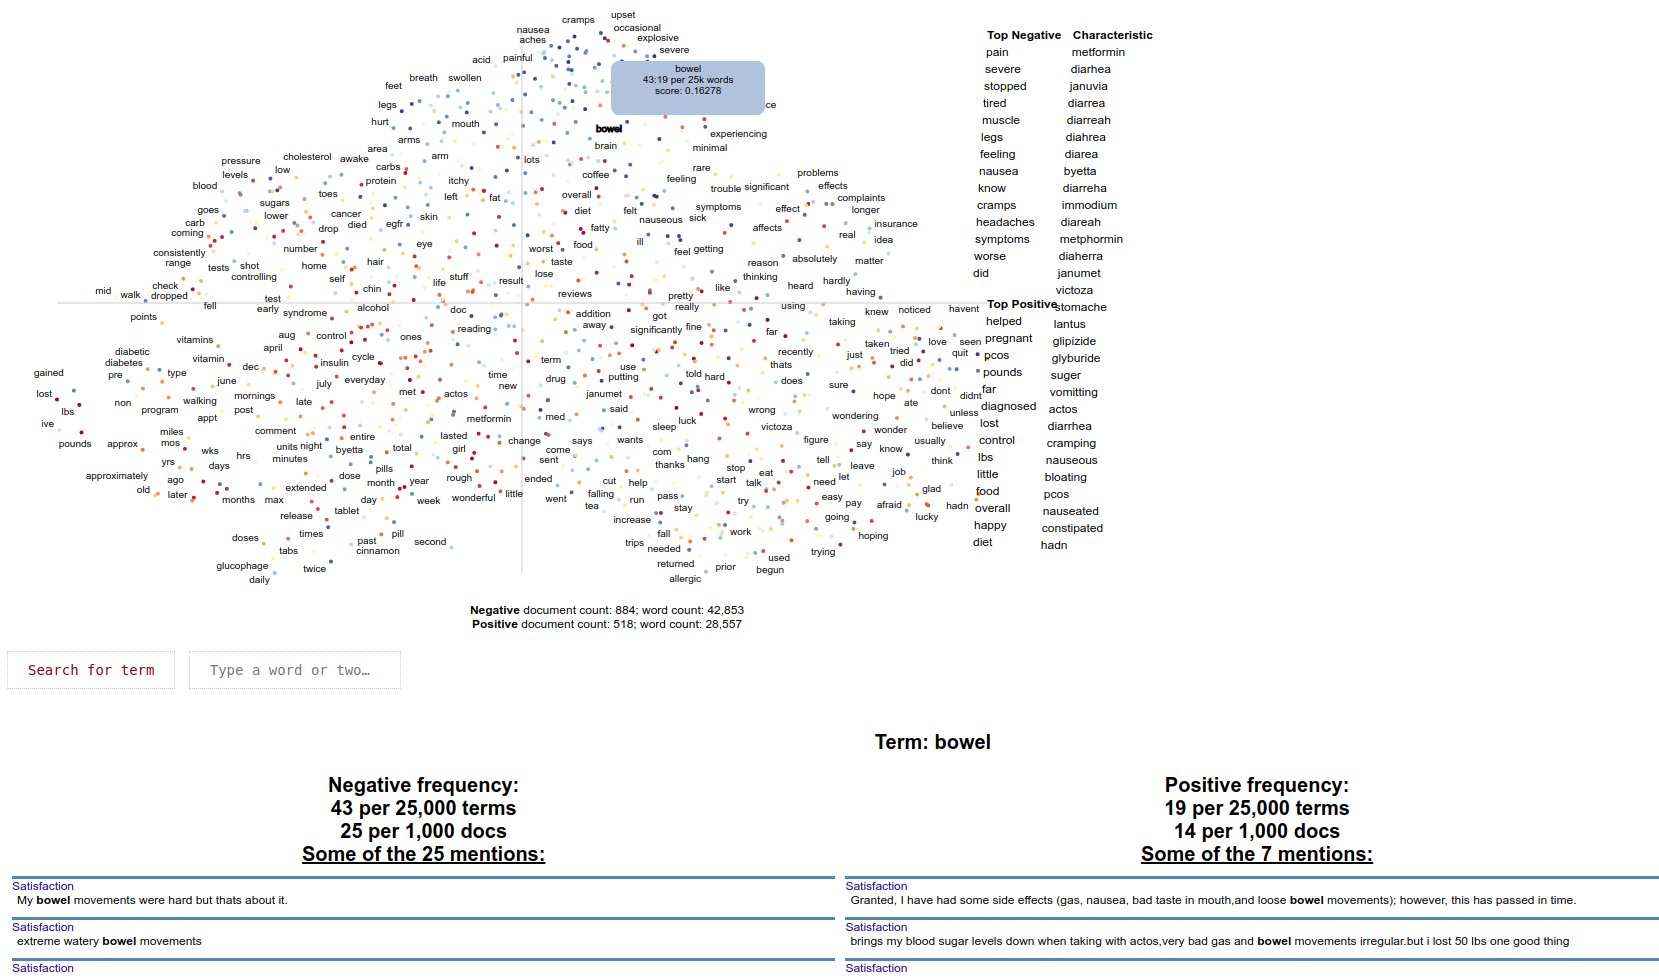 upset
cramps
occasional
nausea
explosive
aches
severe
acid
painful
bowel
43:19 per 25k words
score: 0.16278
breath swollen
feet
legs
ce
hurt
mouth
bowel
experiencing
arms
brain
minimal
area
arm
cholesterol awake
pressure
lots
low
carbs
rare
levels
coffee
problems
protein
itchy
feeling
blood
toes
left
fat
overall
trouble significant
effects
sugars
complaints
goes
lower
cancer
skin
diet
felt
symptoms
effect
longer
carb
drop died egfr
nauseous sick
insurance
coming
fatty
affects
real
idea
number
eye
worst
food
ill
feel getting
consistently
range
tests shot
home
hair
taste
reason
absolutely
matter
controlling
self
stuff
lose
thinking
hardly
check
chin
life
result
like
heard
having
mid walk dropped
test
reviews
pretty
fell
early syndrome
alcohol
doc
addition
really
using
knew noticed havent
points
away
got
taking
reading
significantly fine
far
vitamins
aug control
ones
taken
love seen
diabetic
april
recently
just
tried
quit
diabetes
vitamin
insulin cycle
term
use
thats
did
gained
pre
type
dec
time
drug
putting
told hard
does
june
july everyday
new
sure
hope
dont didnt
lost
non
walking
mornings
late
met
actos
janumet
ate
lbs
program
post
metformin
med
said
wrong
wondering
unless
ive
appt
sleep luck
victoza
believe
miles
comment
entire
lasted
change
says
wants
figure
wonder
usually
pounds approx
mos
units night
byetta
total
girl
come
com
say know
wks
hrs
minutes
sent
thanks
hang
tell
think
yrs
days
pills
stop
eat
leave
job
approximately
ago
dose
month
year
rough
ended
cut
help
start talk
need let
old
later
months max
extended
day
week
wonderful little
went
falling
run
pass
try
easy pay
afraid
glad
hadn
tea
stay
release
tablet
increase
going
lucky
times
pill
fall
work
doses
past
second
trips
needed
hoping
tabs
cinnamon
used
trying
glucophage
twice
returned
prior
begun
daily
allergic
Top Negative
pain
severe
stopped
tired
muscle
legs
feeling
nausea
know
cramps
headaches
symptoms
worse
did
Top Positive
helped
pregnant
pcos
pounds
far
diagnosed
lost
control
lbs
little
food
overall
happy
diet
Characteristic
metformin
diarhea
januvia
diarrea
diarreah
diahrea
diarea
byetta
diarreha
immodium
diareah
metphormin
diaherra
janumet
victoza
stomache
lantus
glipizide
glyburide
suger
vomitting
actos
diarrhea
cramping
nauseous
bloating
pcos
nauseated
constipated
hadn
Negative document count: 884; word count: 42,853
Positive document count: 518; word count: 28,557
Search for term
Type a word or two…
Term: bowel
Negative frequency:
43 per 25,000 terms
25 per 1,000 docs
Some of the 25 mentions:
Satisfaction
My bowel movements were hard but thats about it.
Satisfaction
extreme watery bowel movements
Satisfaction
Positive frequency:
19 per 25,000 terms
14 per 1,000 docs
Some of the 7 mentions:
Satisfaction
Granted, I have had some side effects (gas, nausea, bad taste in mouth,and loose bowel movements); however, this has passed in time.
Satisfaction
brings my blood sugar levels down when taking with actos,very bad gas and bowel movements irregular.but i lost 50 lbs one good thing
Satisfaction